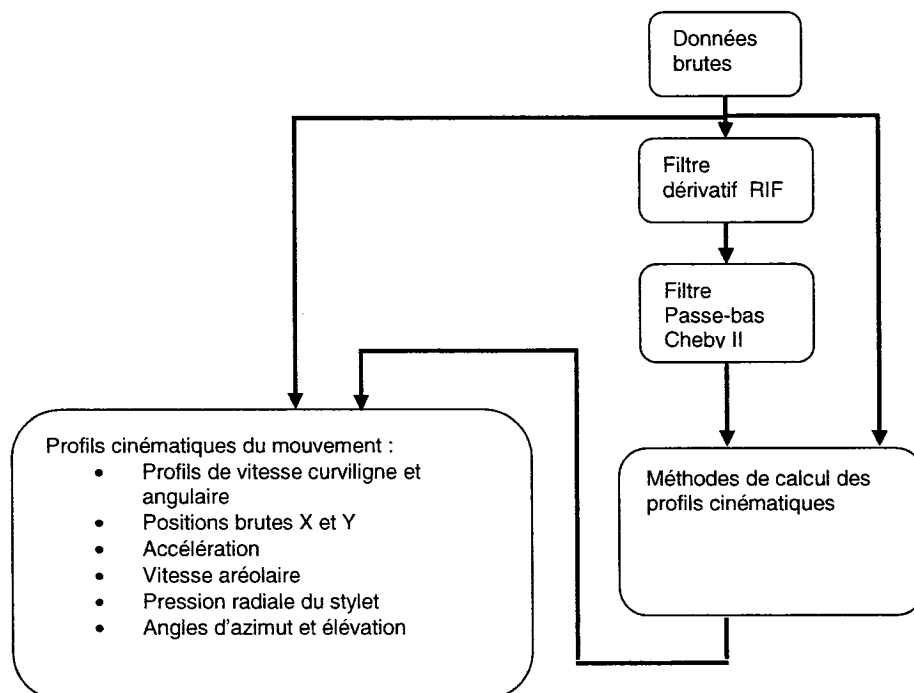 Données
brutes
Filtre
dérivatif RIF
Filtre
Passe-bas
Cheby II
Méthodes de calcul des
profils cinématiques
Profils cinématiques du mouvement :
• Profils de vitesse curviligne et
angulaire
• Positions brutes X et Y
• Accélération
• Vitesse aréolaire
• Pression radiale du stylet
• Angles d'azimut et élévation